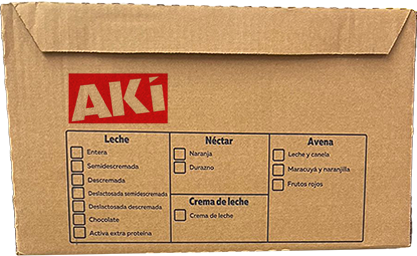 AKÍ
Leche
Entera
Semidescremada
Descremada
Deslactosada semidescremada
Deslactosada descremada
Chocolate
Activa extra proteína
Néctar
Naranja
Durazno
Crema de leche
Crema de leche
Avena
Leche y canela
Maracuyá y naranjilla
Frutos rojos